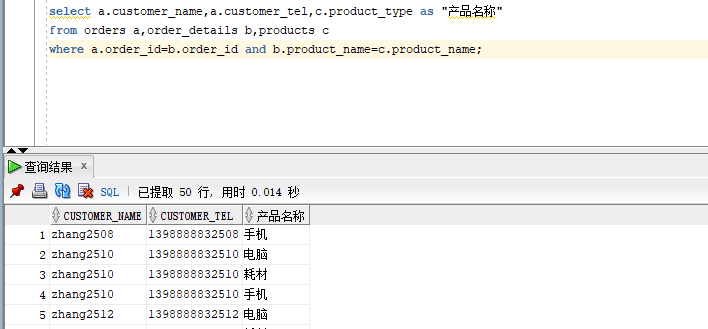 select a.customer_name,a.customer_tel,c.product_type as "产品名称"
from orders a,order_details b,products c
where a.order_id=b.order_id and b.product_name=c.product_name;
查询结果 ×
SQL | 已提取 50 行, 用时 0.014 秒
CUSTOMER_NAME CUSTOMER_TEL 产品名称
1 zhang2508 1398888832508 手机
2 zhang2510 1398888832510 电脑
3 zhang2510 1398888832510 耗材
4 zhang2510 1398888832510 手机
5 zhang2512 1398888832512 电脑